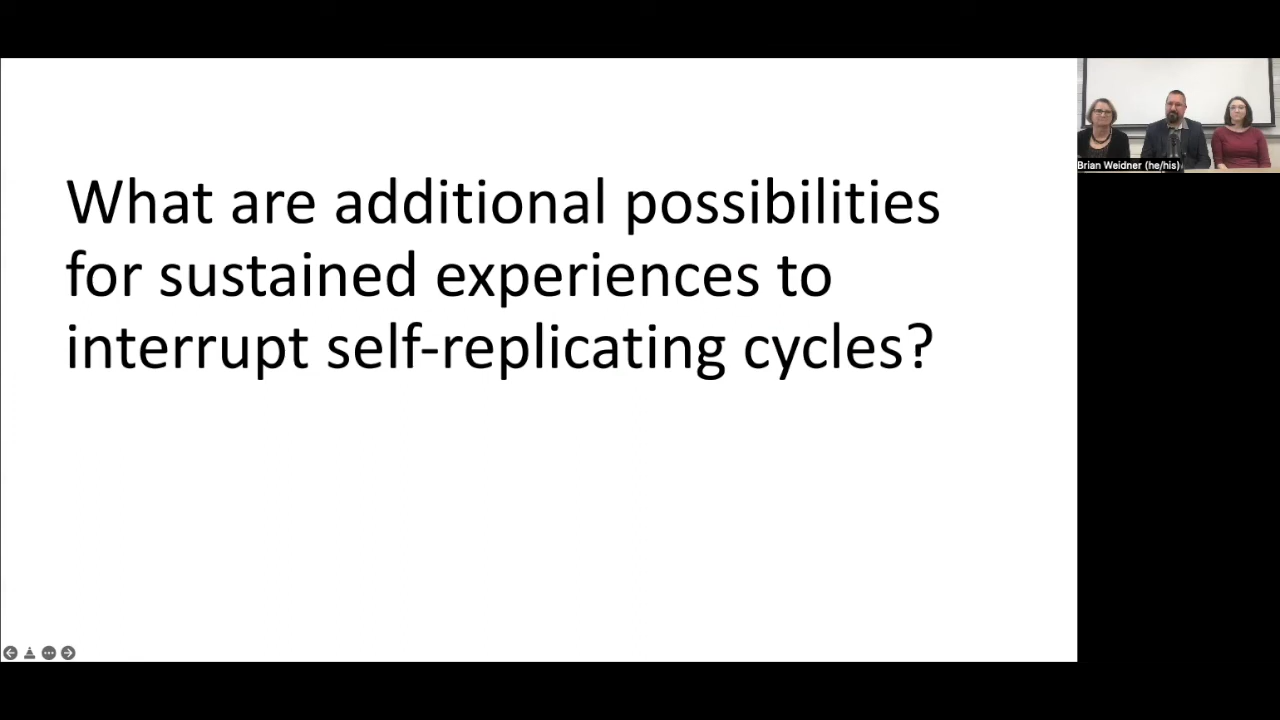 What are additional possibilities
for sustained experiences to
interrupt self-replicating cycles?
Brian Weidner (he/his)